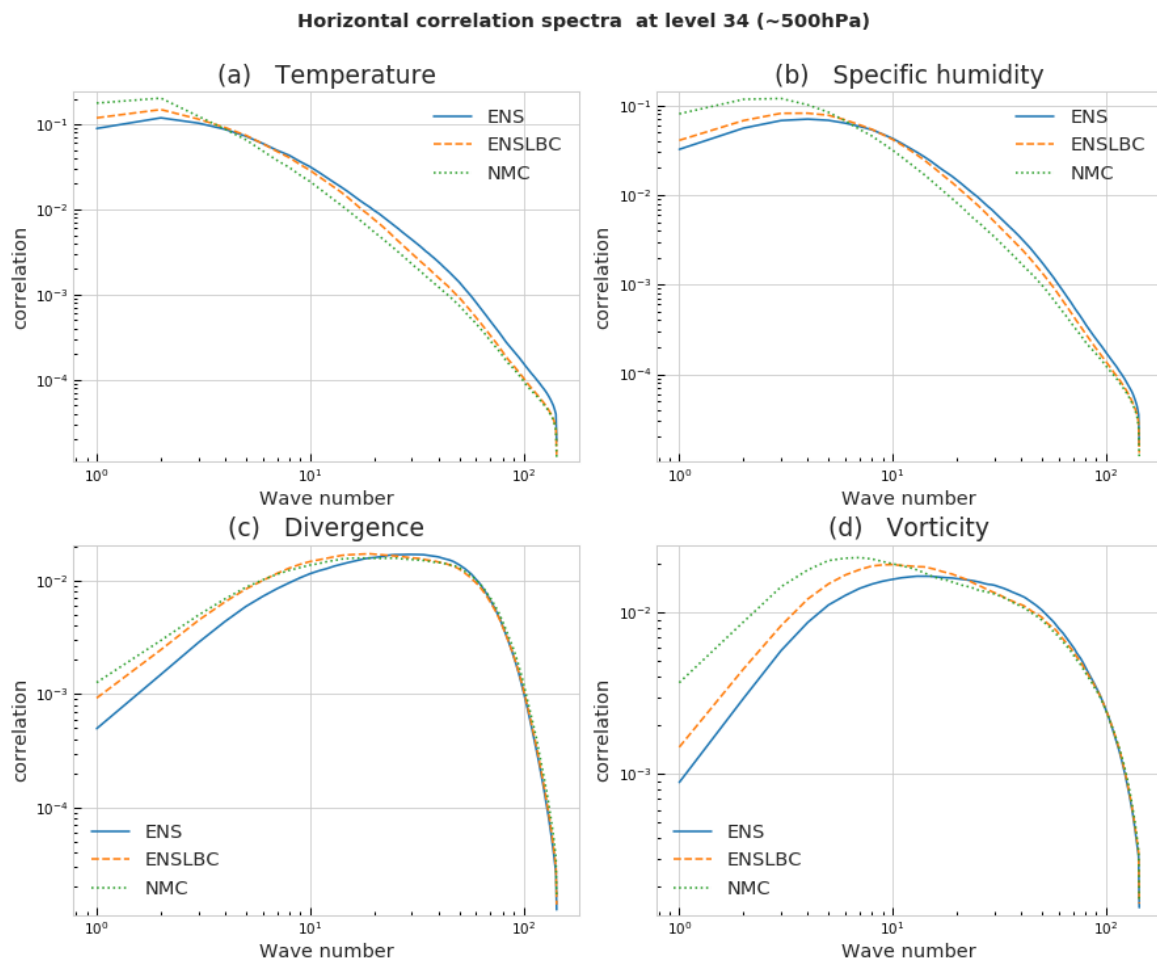 Horizontal correlation spectra at level 34 (~500hPa)
(a) Temperature
ENS
ENSLBC
NMC
10⁻¹
10⁻²
10⁻³
10⁻⁴
correlation
10⁰
10¹
10²
Wave number
(b) Specific humidity
ENS
ENSLBC
NMC
10⁻¹
10⁻²
10⁻³
10⁻⁴
correlation
10⁰
10¹
10²
Wave number
(c) Divergence
10⁻²
10⁻³
10⁻⁴
correlation
ENS
ENSLBC
NMC
10⁰
10¹
10²
Wave number
(d) Vorticity
10⁻²
10⁻³
correlation
ENS
ENSLBC
NMC
10⁰
10¹
10²
Wave number